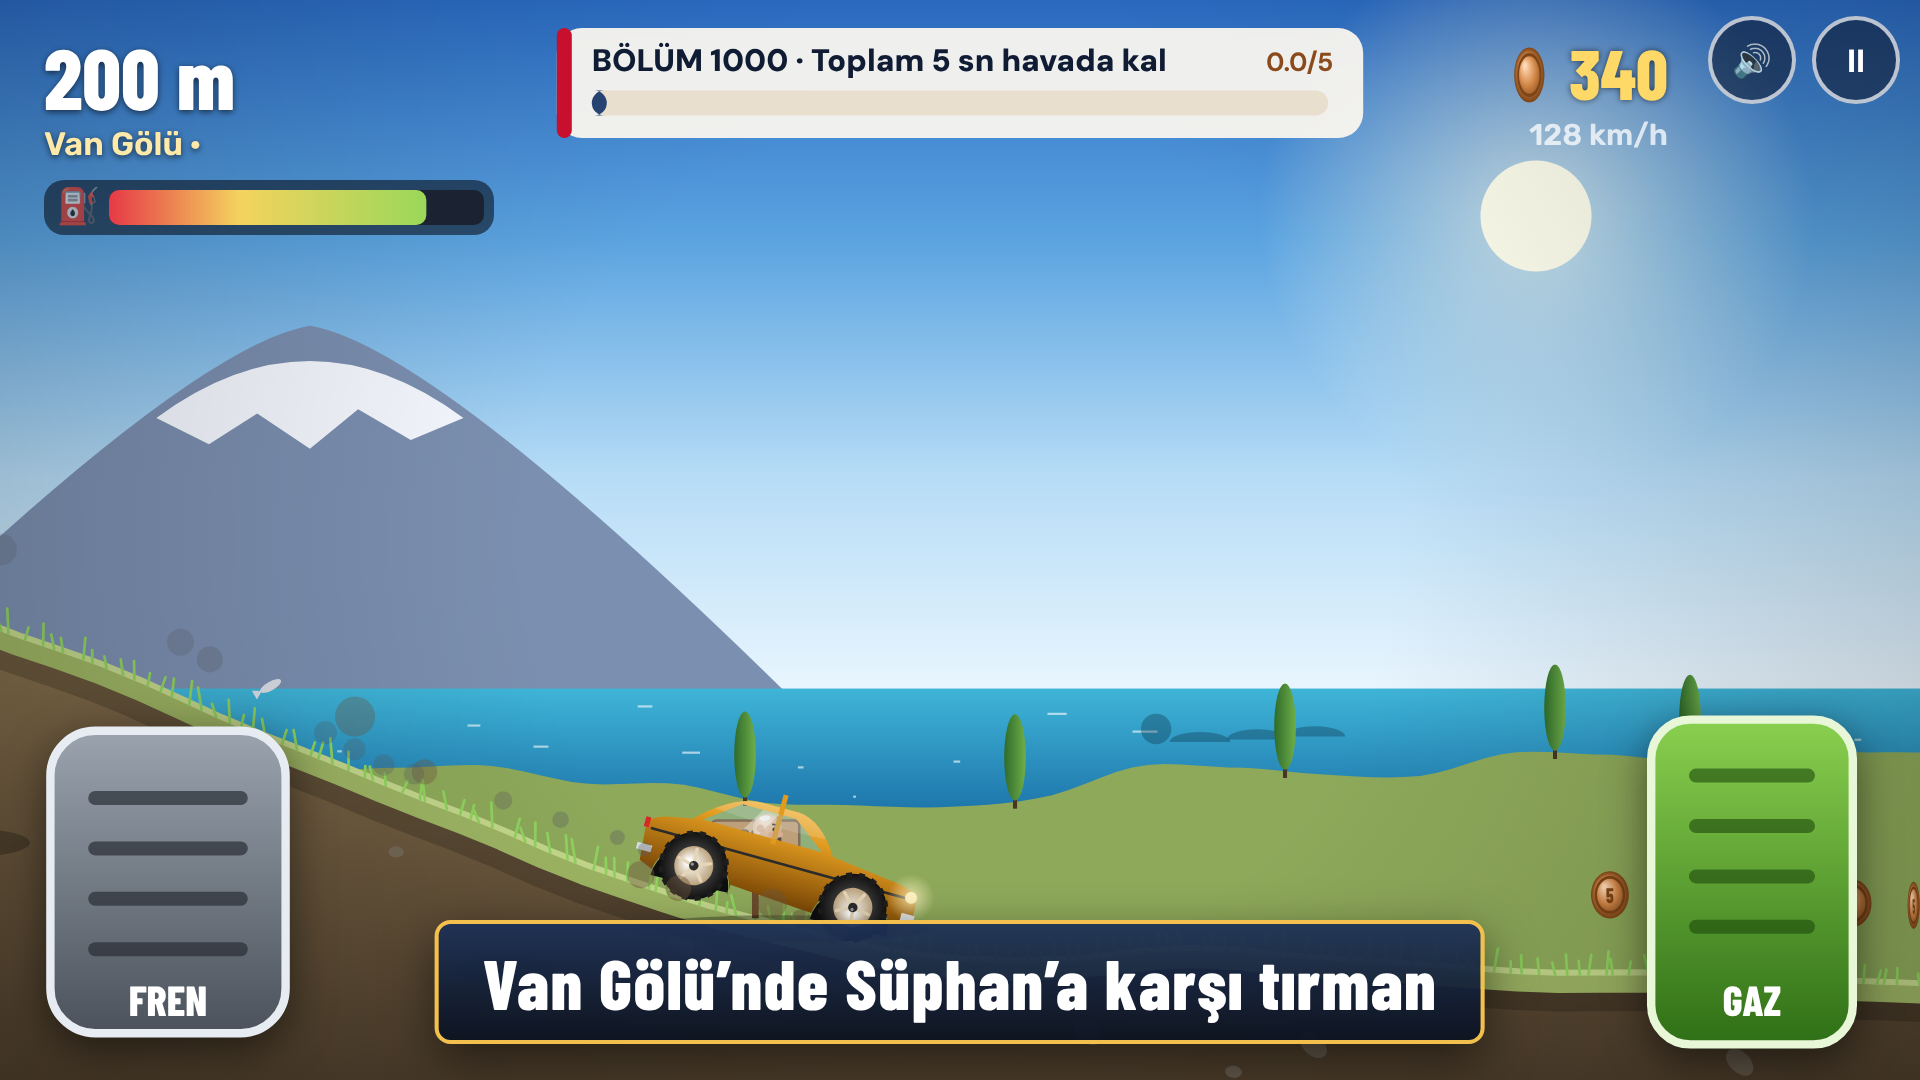 200 m
Van Gölü •
BÖLÜM 1000 · Toplam 5 sn havada kal
0.0/5
340
128 km/h
5
FREN
Van Gölü’nde Süphan’a karşı tırman
GAZ